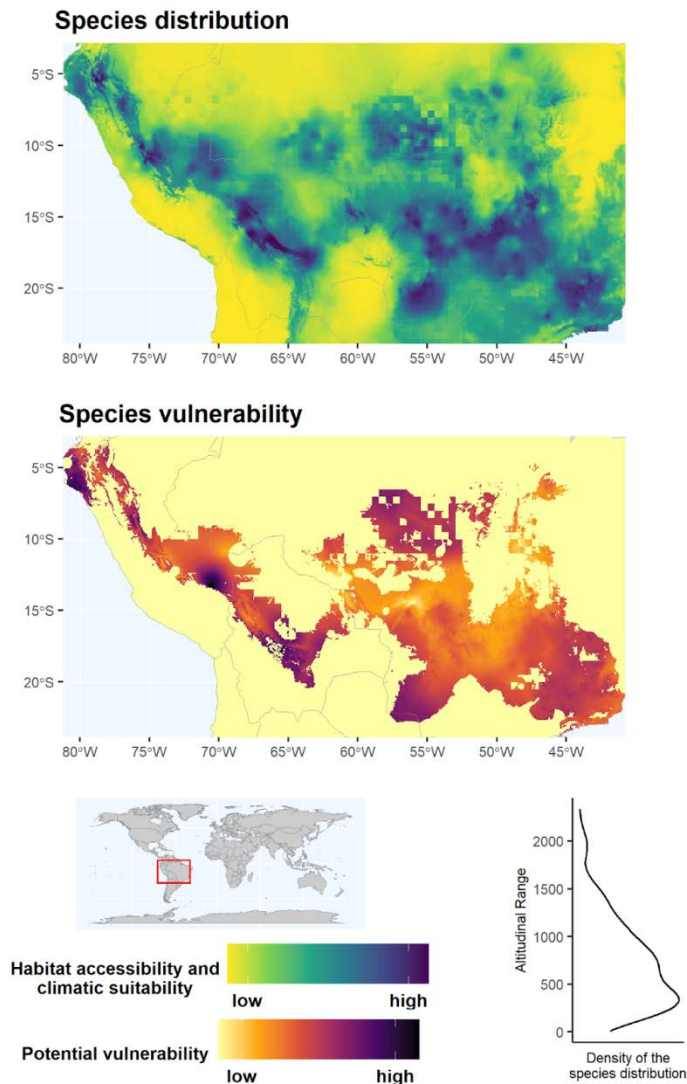 Species distribution
5°S
10°S
15°S
20°S
80°W 75°W 70°W 65°W 60°W 55°W 50°W 45°W
Species vulnerability
5°S
10°S
15°S
20°S
80°W 75°W 70°W 65°W 60°W 55°W 50°W 45°W
Habitat accessibility and
climatic suitability
low high
Potential vulnerability
low high
Altitudinal Range
2000
1500
1000
500
0
Density of the
species distribution